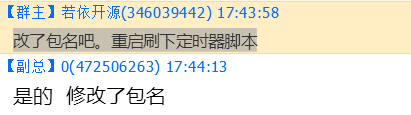 【群主】若依开源(346039442) 17:43:58
改了包名吧。重启刷下定时器脚本
【副总】0(472506263) 17:44:13
是的 修改了包名